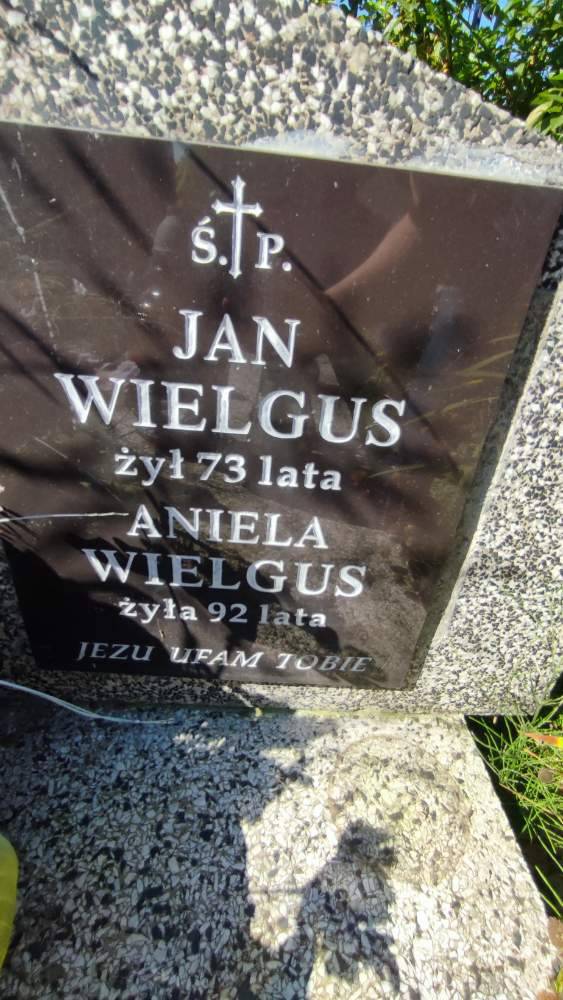 Ś. P.
JAN
WIELGUS
żył 73 lata
ANIELA
WIELGUS
żyła 92 lata
JEZU UFAM TOBIE